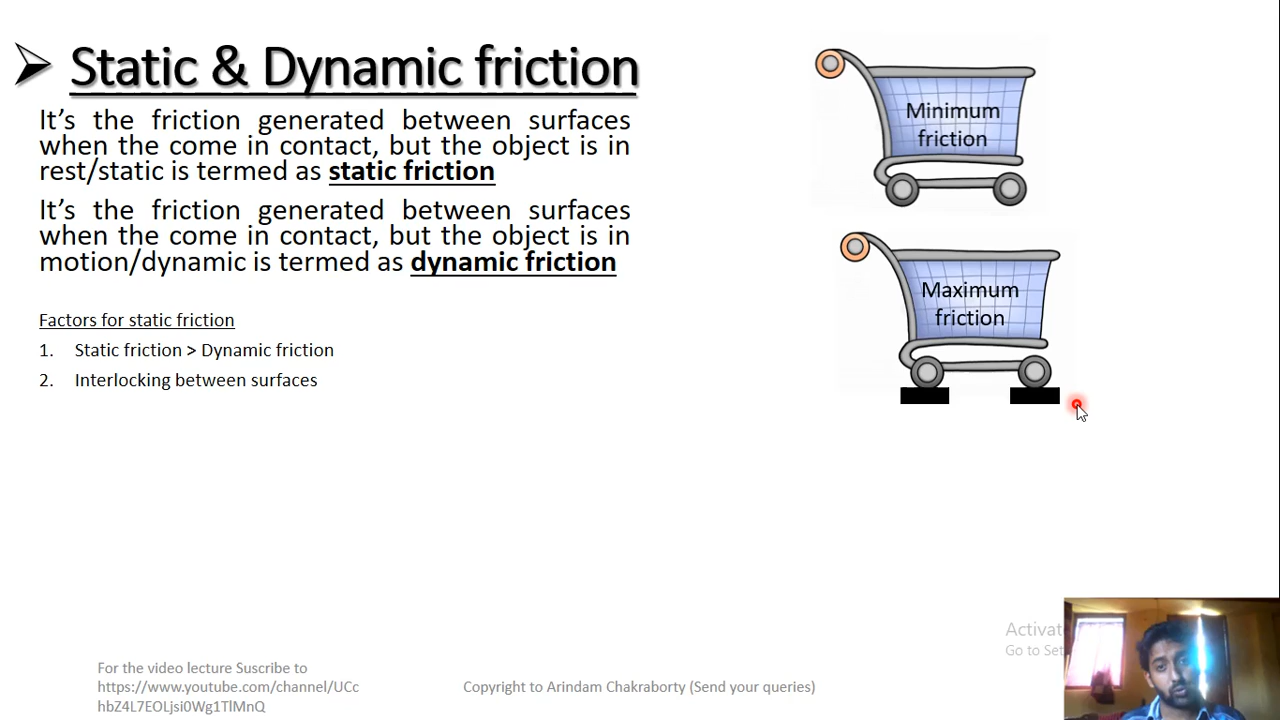 Static & Dynamic friction
It's the friction generated between surfaces
when the come in contact, but the object is in
rest/static is termed as static friction
It's the friction generated between surfaces
when the come in contact, but the object is in
motion/dynamic is termed as dynamic friction
Factors for static friction
1. Static friction > Dynamic friction
2. Interlocking between surfaces
Minimum
friction
Maximum
friction
Activat
Go to Set
For the video lecture Suscribe to
https://www.youtube.com/channel/UCc
hbZ4L7EOLjsi0Wg1TlMnQ
Copyright to Arindam Chakraborty (Send your queries)